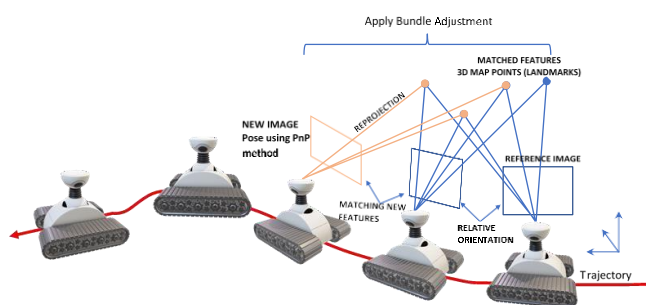 Apply Bundle Adjustment
MATCHED FEATURES
3D MAP POINTS (LANDMARKS)
REPROJECTION
NEW IMAGE
Pose using PnP
method
REFERENCE IMAGE
MATCHING NEW
FEATURES
RELATIVE
ORIENTATION
Trajectory